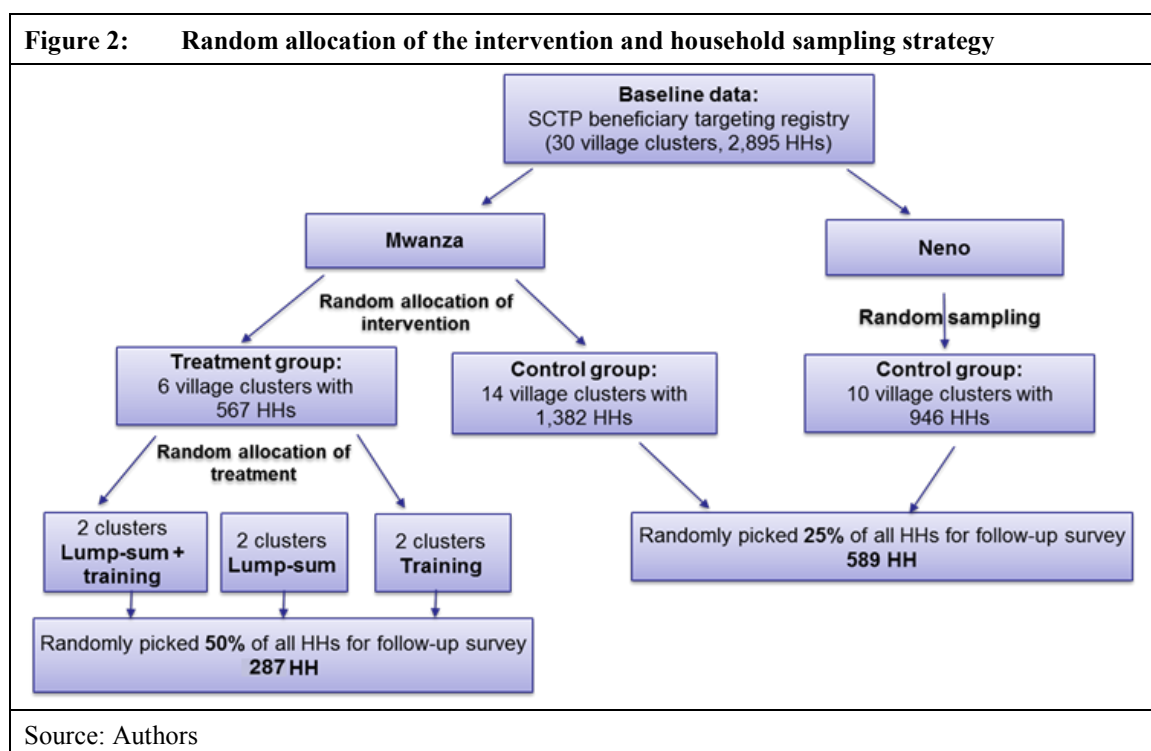 Figure 2: Random allocation of the intervention and household sampling strategy
Baseline data:
SCTP beneficiary targeting registry
(30 village clusters, 2,895 HHs)
Mwanza
Neno
Random allocation of
intervention
Random sampling
Treatment group:
6 village clusters with
567 HHs
Control group:
14 village clusters with
1,382 HHs
Control group:
10 village clusters with
946 HHs
Random allocation of
treatment
2 clusters
Lump-sum +
training
2 clusters
Lump-sum
2 clusters
Training
Randomly picked 25% of all HHs for follow-up survey
589 HH
Randomly picked 50% of all HHs for follow-up survey
287 HH
Source: Authors